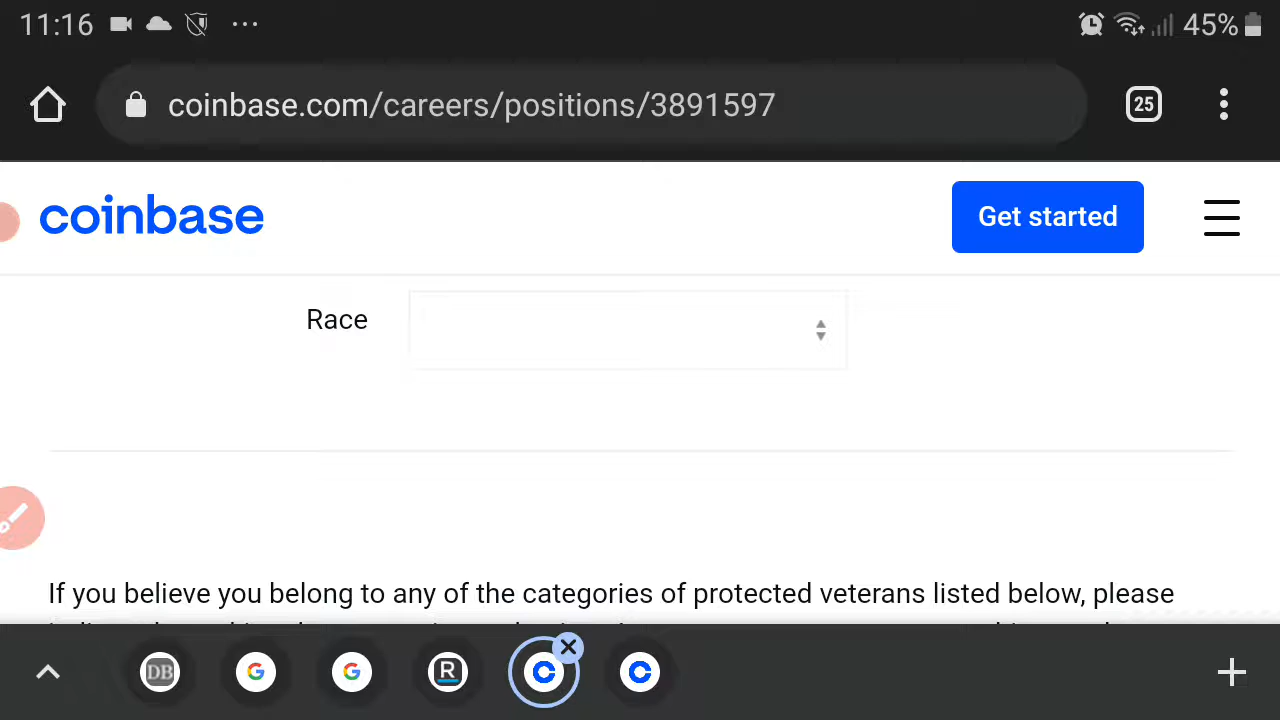 11:16 45%
coinbase.com/careers/positions/3891597 25
coinbase Get started
Race
If you believe you belong to any of the categories of protected veterans listed below, please
DB G G R C C